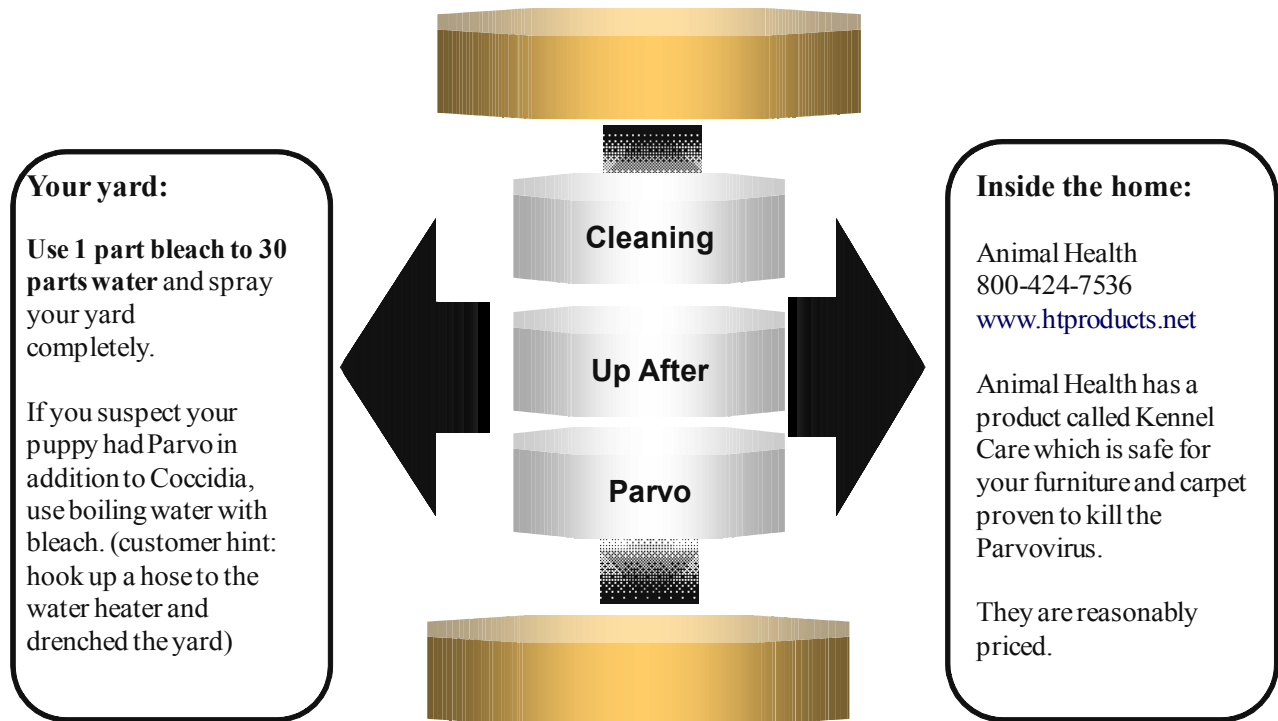 Your yard:
Use 1 part bleach to 30
parts water and spray
your yard
completely.
If you suspect your
puppy had Parvo in
addition to Coccidia,
use boiling water with
bleach. (customer hint:
hook up a hose to the
water heater and
drenched the yard)
Cleaning
Up After
Parvo
Inside the home:
Animal Health
800-424-7536
www.htproducts.net
Animal Health has a
product called Kennel
Care which is safe for
your furniture and carpet
proven to kill the
Parvovirus.
They are reasonably
priced.